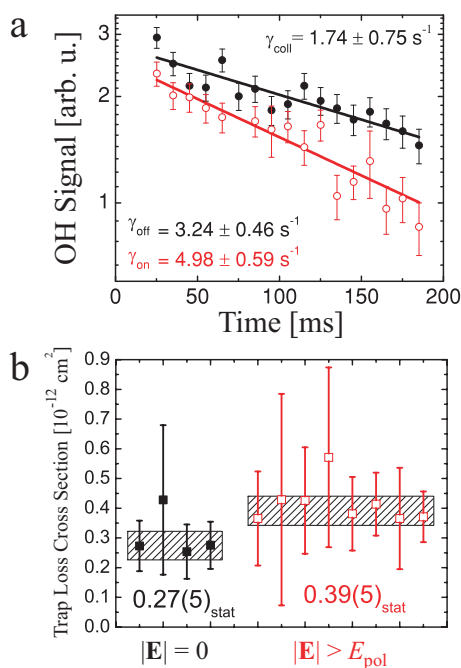 a
γcoll = 1.74 ± 0.75 s⁻¹
OH Signal [arb. u.]
3
2
1
γoff = 3.24 ± 0.46 s⁻¹
γon = 4.98 ± 0.59 s⁻¹
0 50 100 150 200
Time [ms]
b
Trap Loss Cross Section [10⁻¹² cm²]
0.9
0.8
0.7
0.6
0.5
0.4
0.3
0.2
0.1
0.0
0.27(5)stat
0.39(5)stat
|E| = 0
|E| > Epol